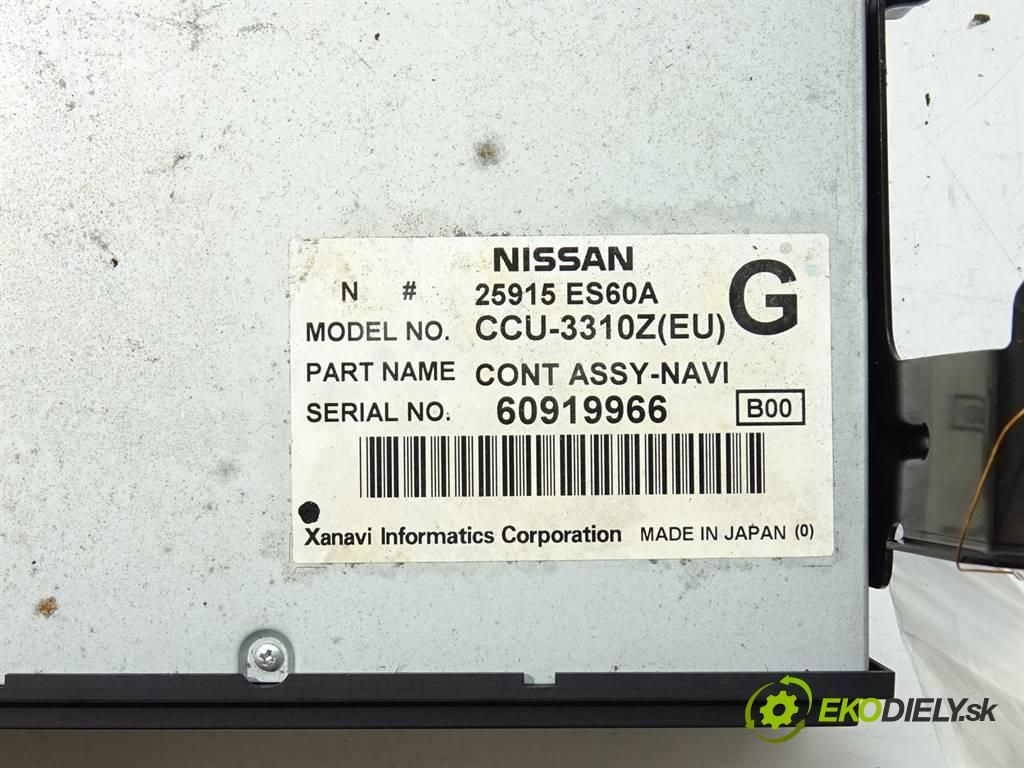 NISSAN
N # 25915 ES60A G
MODEL NO. CCU-3310Z(EU)
PART NAME CONT ASSY-NAVI
SERIAL NO. 60919966 B00
Xanavi Informatics Corporation MADE IN JAPAN (0)
EKODIELY.sk